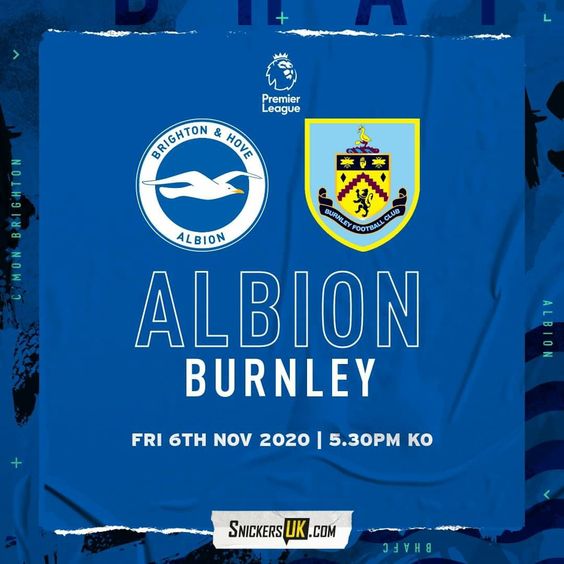 BHAF
Premier
League
BRIGHTON & HOVE
ALBION
BURNLEY FOOTBALL CLUB
ALBION
BURNLEY
FRI 6TH NOV 2020 | 5.30PM KO
SNICKERSUK.COM
C'MON BRIGHTON
ALBION
BHAFC